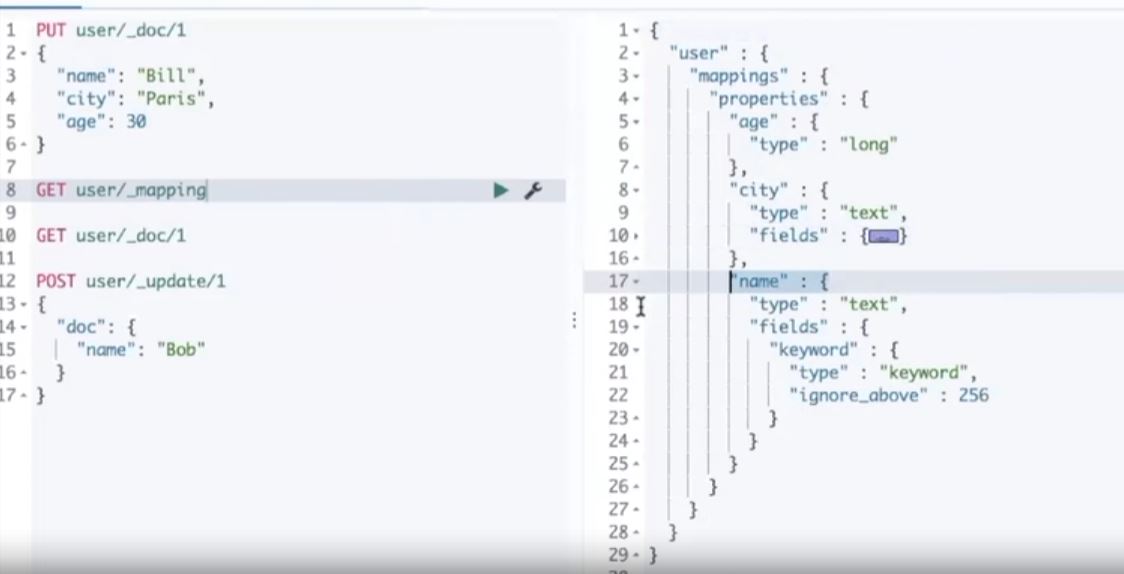 1 PUT user/_doc/1
2 {
3 "name": "Bill",
4 "city": "Paris",
5 "age": 30
6 }
7
8 GET user/_mapping
9
10 GET user/_doc/1
11
12 POST user/_update/1
13 {
14 "doc": {
15 "name": "Bob"
16 }
17 }
1 {
2 "user" : {
3 "mappings" : {
4 "properties" : {
5 "age" : {
6 "type" : "long"
7 },
8 "city" : {
9 "type" : "text",
10 "fields" : {...}
16 },
17 "name" : {
18 "type" : "text",
19 "fields" : {
20 "keyword" : {
21 "type" : "keyword",
22 "ignore_above" : 256
23 }
24 }
25 }
26 }
27 }
28 }
29 }